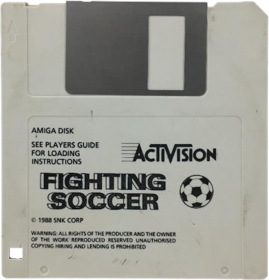 AMIGA DISK
SEE PLAYERS GUIDE
FOR LOADING
INSTRUCTIONS
ACTIVISION
FIGHTING
SOCCER
© 1988 SNK CORP
WARNING: ALL RIGHTS OF THE PRODUCER AND THE OWNER
OF THE WORK REPRODUCED RESERVED UNAUTHORISED
COPYING HIRING AND LENDING IS PROHIBITED